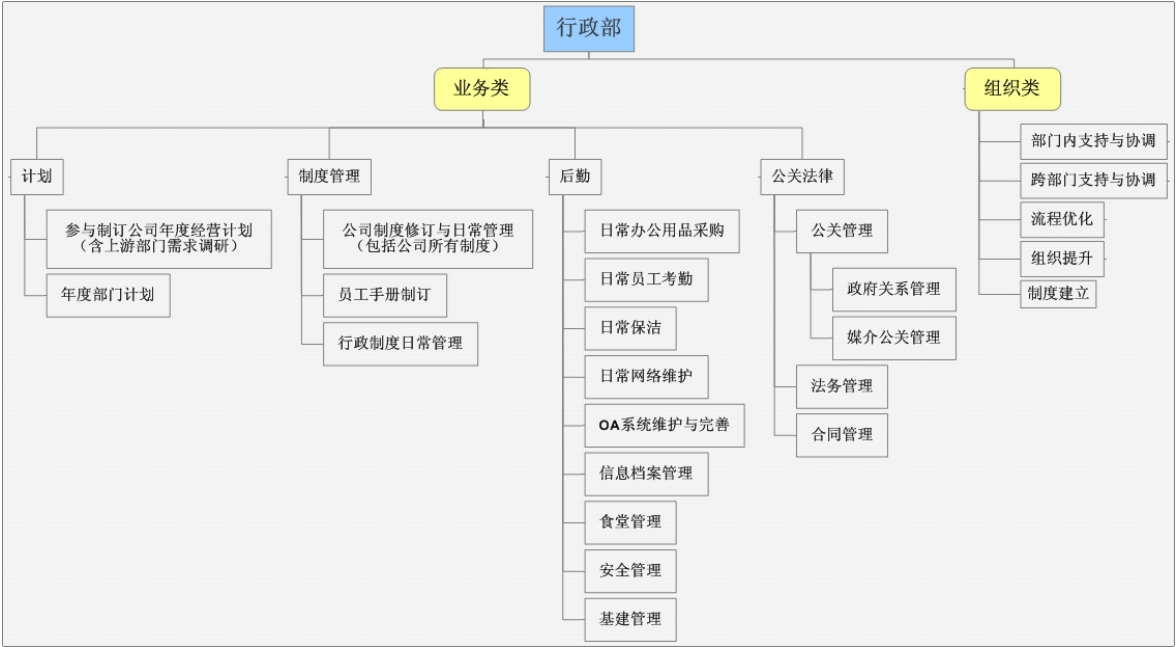 行政部
业务类
组织类
计划
参与制订公司年度经营计划
（含上游部门需求调研）
年度部门计划
制度管理
公司制度修订与日常管理
（包括公司所有制度）
员工手册制订
行政制度日常管理
后勤
日常办公用品采购
日常员工考勤
日常保洁
日常网络维护
OA系统维护与完善
信息档案管理
食堂管理
安全管理
基建管理
公关法律
公关管理
政府关系管理
媒介公关管理
法务管理
合同管理
部门内支持与协调
跨部门支持与协调
流程优化
组织提升
制度建立